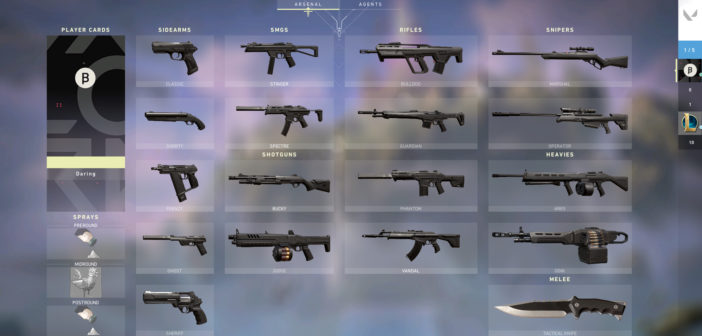 ARSENAL AGENTS
PLAYER CARDS SIDEARMS SMGS RIFLES SNIPERS
β
Daring
CLASSIC STINGER BULLDOG MARSHAL
1 / 5
β
SHORTY SPECTRE GUARDIAN OPERATOR
SHOTGUNS HEAVIES
FRENZY BUCKY PHANTOM ARES
SPRAYS
PREROUND
MIDROUND
GHOST JUDGE VANDAL ODIN
POSTROUND
MELEE
SHERIFF TACTICAL KNIFE